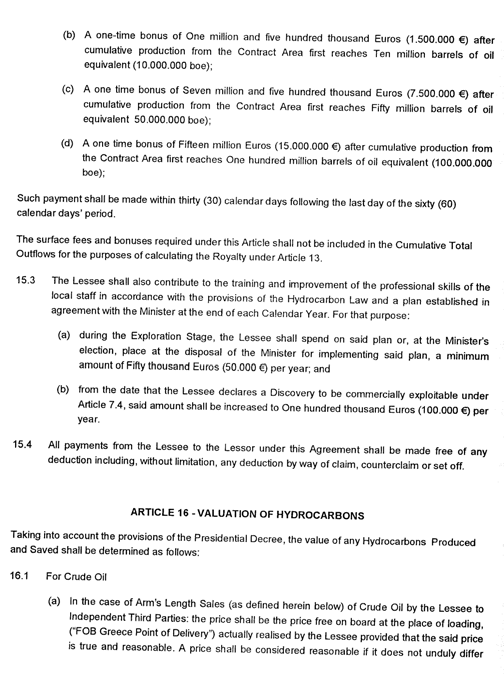 (b) A one-time bonus of One million and five hundred thousand Euros (1.500.000 €) after
cumulative production from the Contract Area first reaches Ten million barrels of oil
equivalent (10.000.000 boe);
(c) A one time bonus of Seven million and five hundred thousand Euros (7.500.000 €) after
cumulative production from the Contract Area first reaches Fifty million barrels of oil
equivalent 50.000.000 boe);
(d) A one time bonus of Fifteen million Euros (15.000.000 €) after cumulative production from
the Contract Area first reaches One hundred million barrels of oil equivalent (100.000.000
boe);
Such payment shall be made within thirty (30) calendar days following the last day of the sixty (60)
calendar days' period.
The surface fees and bonuses required under this Article shall not be included in the Cumulative Total
Outflows for the purposes of calculating the Royalty under Article 13.
15.3 The Lessee shall also contribute to the training and improvement of the professional skills of the
local staff in accordance with the provisions of the Hydrocarbon Law and a plan established in
agreement with the Minister at the end of each Calendar Year. For that purpose:
(a) during the Exploration Stage, the Lessee shall spend on said plan or, at the Minister's
election, place at the disposal of the Minister for implementing said plan, a minimum
amount of Fifty thousand Euros (50.000 €) per year; and
(b) from the date that the Lessee declares a Discovery to be commercially exploitable under
Article 7.4, said amount shall be increased to One hundred thousand Euros (100.000 €) per
year.
15.4 All payments from the Lessee to the Lessor under this Agreement shall be made free of any
deduction including, without limitation, any deduction by way of claim, counterclaim or set off.
ARTICLE 16 - VALUATION OF HYDROCARBONS
Taking into account the provisions of the Presidential Decree, the value of any Hydrocarbons Produced
and Saved shall be determined as follows:
16.1 For Crude Oil
(a) In the case of Arm's Length Sales (as defined herein below) of Crude Oil by the Lessee to
Independent Third Parties: the price shall be the price free on board at the place of loading,
("FOB Greece Point of Delivery") actually realised by the Lessee provided that the said price
is true and reasonable. A price shall be considered reasonable if it does not unduly differ